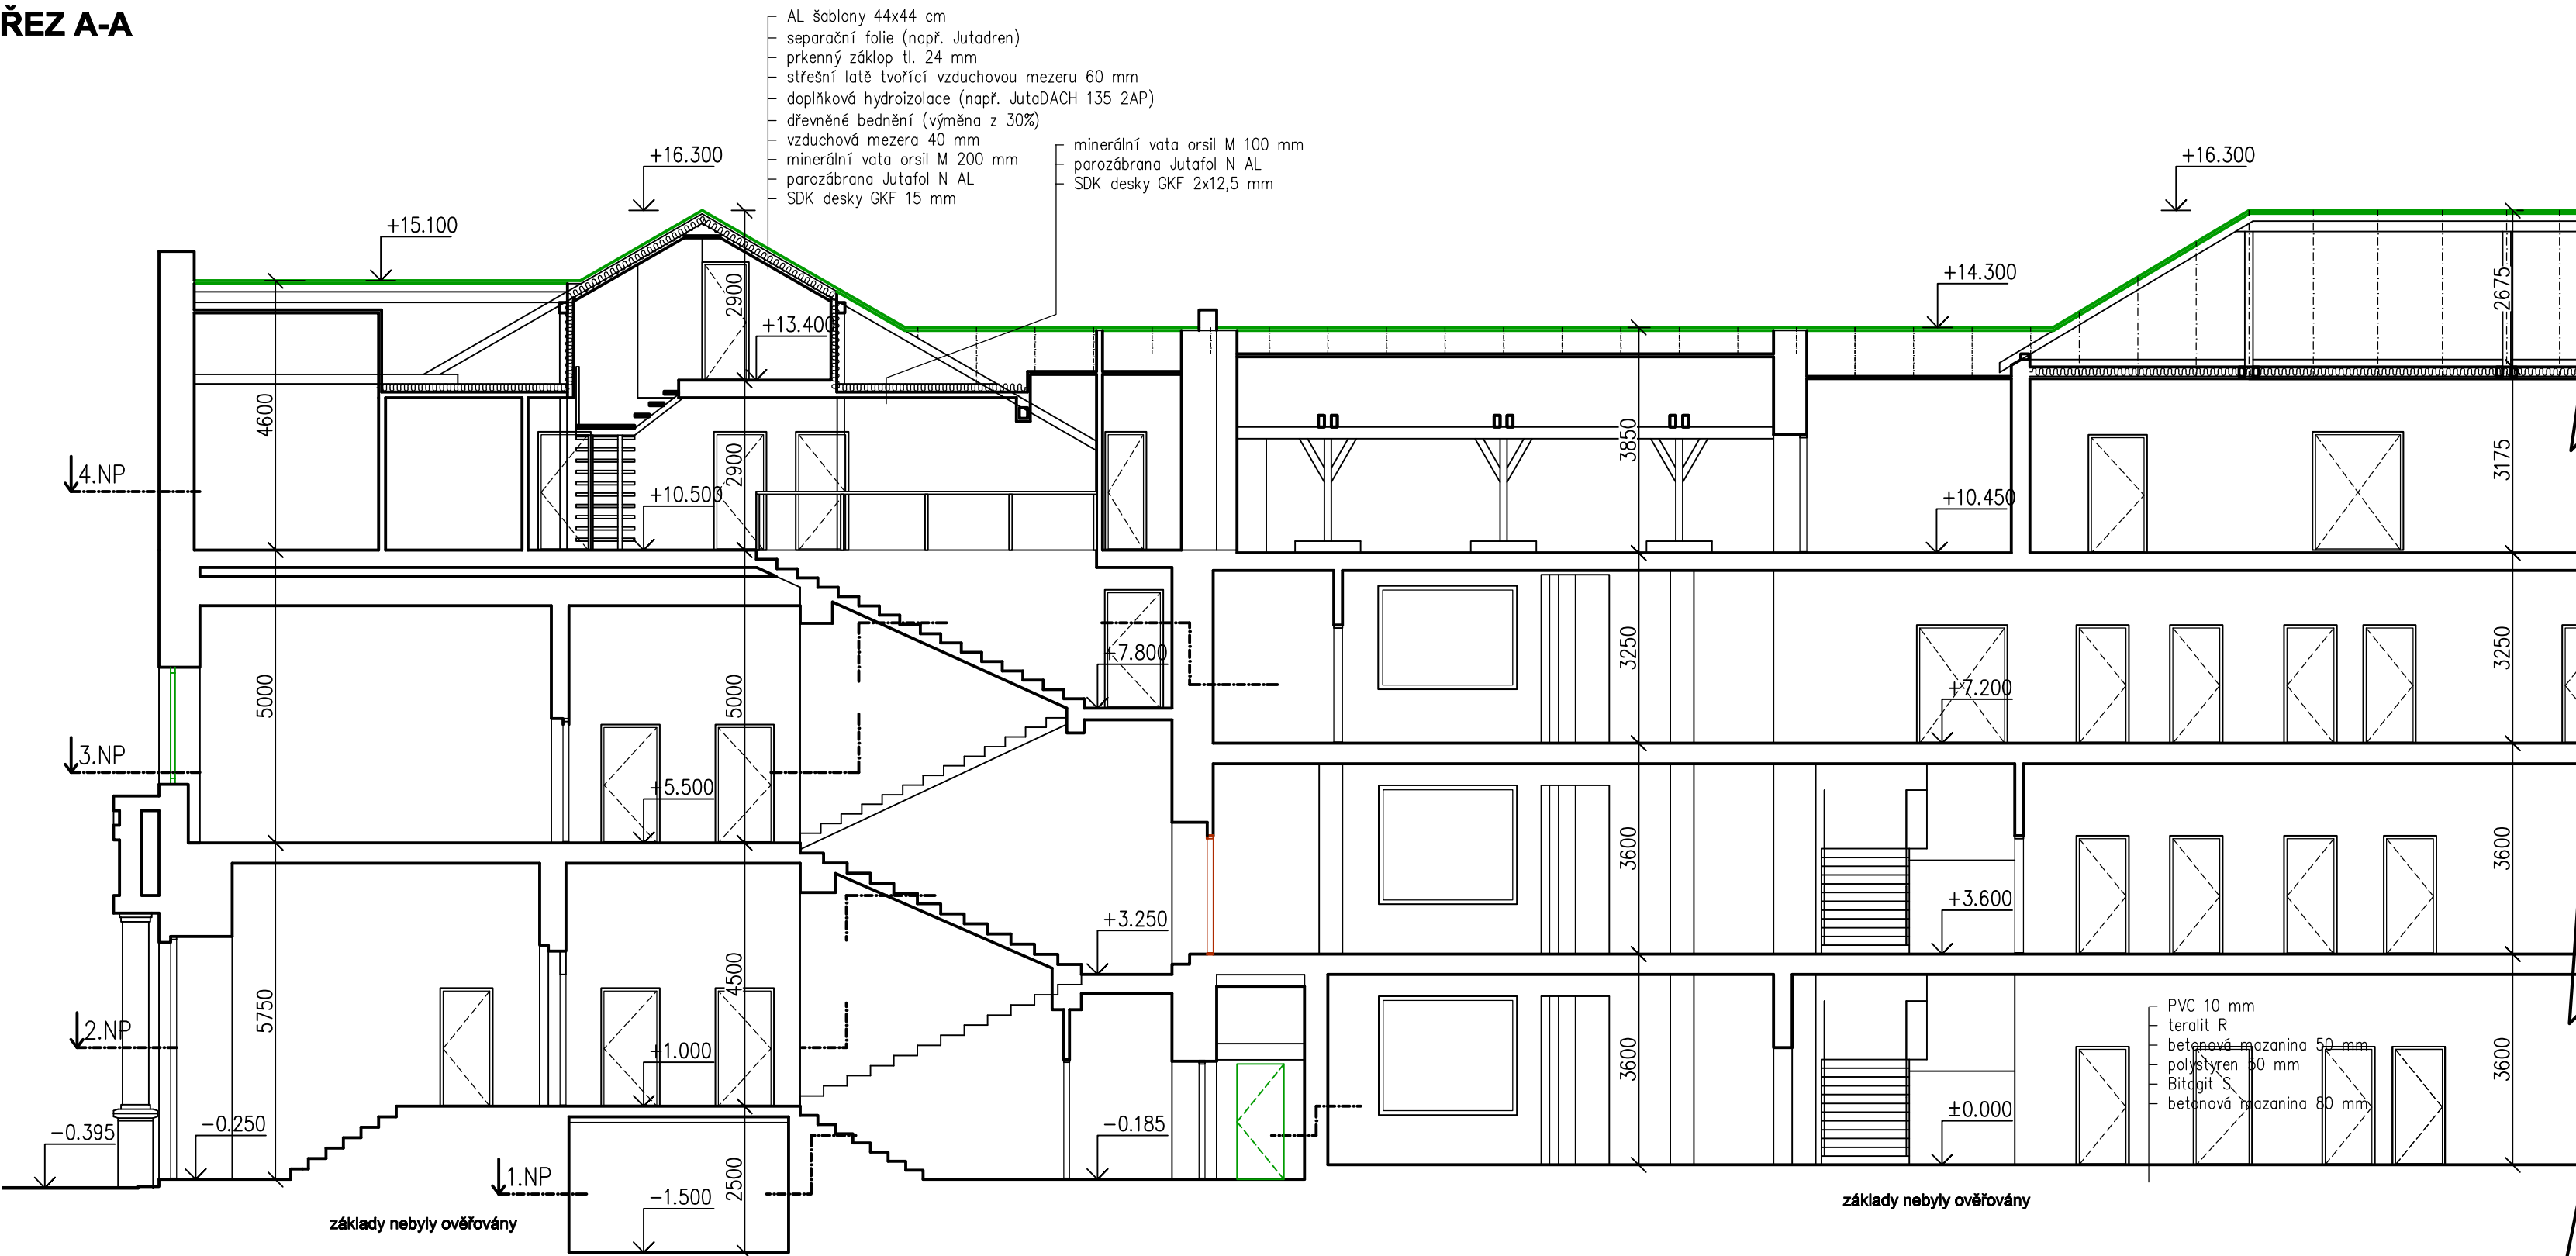 ŘEZ A-A
AL šablony 44x44 cm
separační folie (např. Jutadren)
prkenný záklop tl. 24 mm
střešní latě tvořící vzduchovou mezeru 60 mm
doplňková hydroizolace (např. JutaDACH 135 2AP)
dřevněné bednění (výměna z 30%)
vzduchová mezera 40 mm
minerální vata orsil M 200 mm
parozábrana Jutafol N AL
SDK desky GKF 15 mm
minerální vata orsil M 100 mm
parozábrana Jutafol N AL
SDK desky GKF 2x12,5 mm
+16.300
+16.300
+15.100
+14.300
2900
2675
+13.400
4600
2900
3850
3175
4.NP
+10.500
+10.450
3250
3250
+7.800
5000
5000
+7.200
3.NP
+5.500
3600
3600
+3.600
+3.250
4500
5750
PVC 10 mm
teralit R
betonová mazanina 50 mm
polystyren 50 mm
Bitagit S
betonová mazanina 80 mm
2.NP
+1.000
3600
3600
±0.000
-0.395
-0.250
-0.185
1.NP
-1.500
2500
základy nebyly ověřovány
základy nebyly ověřovány